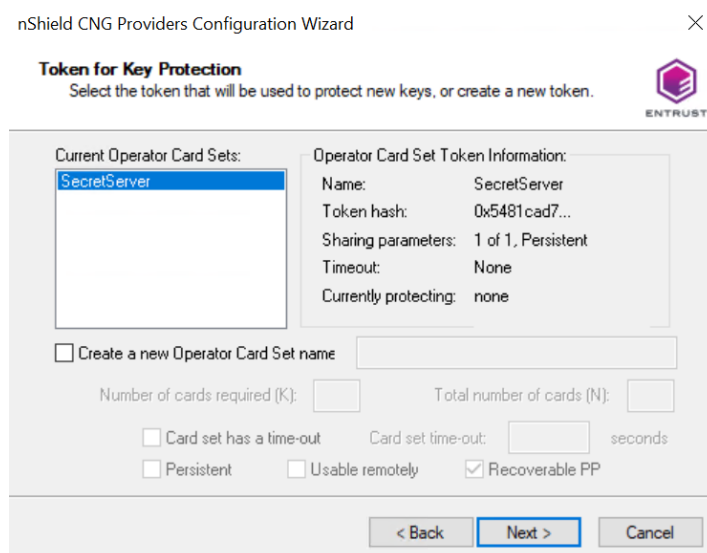 nShield CNG Providers Configuration Wizard
Token for Key Protection
Select the token that will be used to protect new keys, or create a new token.
ENTRUST
Current Operator Card Sets:
SecretServer
Operator Card Set Token Information:
Name: SecretServer
Token hash: 0x5481cad7...
Sharing parameters: 1 of 1, Persistent
Timeout: None
Currently protecting: none
Create a new Operator Card Set name
Number of cards required (K): Total number of cards (N):
Card set has a time-out Card set time-out: seconds
Persistent Usable remotely Recoverable PP
< Back Next > Cancel